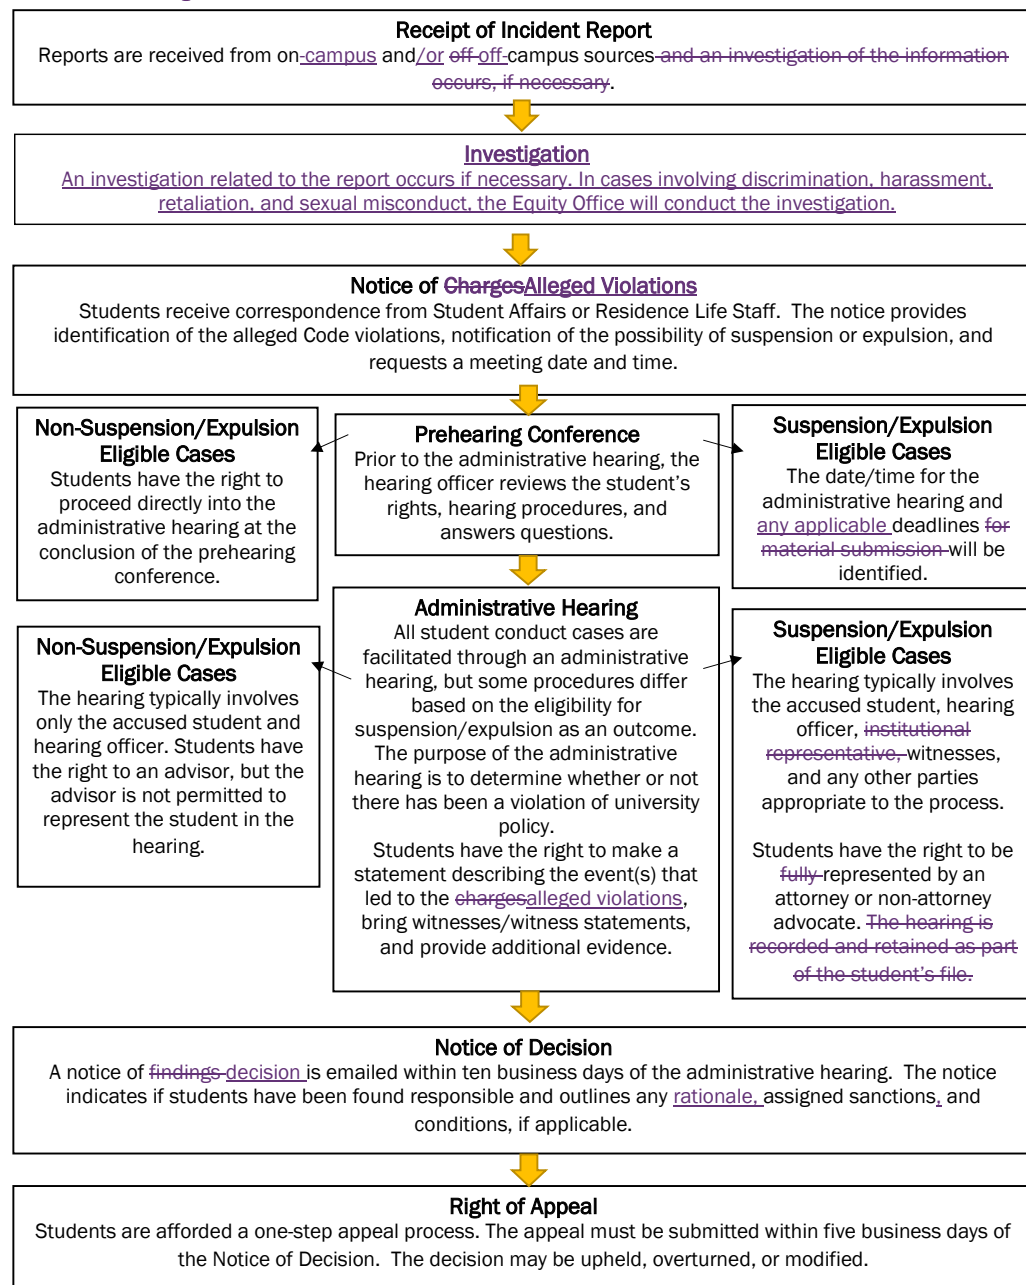 Receipt of Incident Report
Reports are received from on-campus and/or off off-campus sources and an investigation of the information
occurs, if necessary.
Investigation
An investigation related to the report occurs if necessary. In cases involving discrimination, harassment,
retaliation, and sexual misconduct, the Equity Office will conduct the investigation.
Notice of ChargesAlleged Violations
Students receive correspondence from Student Affairs or Residence Life Staff. The notice provides
identification of the alleged Code violations, notification of the possibility of suspension or expulsion, and
requests a meeting date and time.
Non-Suspension/Expulsion
Eligible Cases
Students have the right to
proceed directly into the
administrative hearing at the
conclusion of the prehearing
conference.
Prehearing Conference
Prior to the administrative hearing, the
hearing officer reviews the student's
rights, hearing procedures, and
answers questions.
Suspension/Expulsion
Eligible Cases
The date/time for the
administrative hearing and
any applicable deadlines for
material submission will be
identified.
Non-Suspension/Expulsion
Eligible Cases
The hearing typically involves
only the accused student and
hearing officer. Students have
the right to an advisor, but the
advisor is not permitted to
represent the student in the
hearing.
Administrative Hearing
All student conduct cases are
facilitated through an administrative
hearing, but some procedures differ
based on the eligibility for
suspension/expulsion as an outcome.
The purpose of the administrative
hearing is to determine whether or not
there has been a violation of university
policy.
Students have the right to make a
statement describing the event(s) that
led to the chargesalleged violations,
bring witnesses/witness statements,
and provide additional evidence.
Suspension/Expulsion
Eligible Cases
The hearing typically involves
the accused student, hearing
officer, institutional
representative, witnesses,
and any other parties
appropriate to the process.
Students have the right to be
fully represented by an
attorney or non-attorney
advocate. The hearing is
recorded and retained as part
of the student's file.
Notice of Decision
A notice of findings decision is emailed within ten business days of the administrative hearing. The notice
indicates if students have been found responsible and outlines any rationale, assigned sanctions, and
conditions, if applicable.
Right of Appeal
Students are afforded a one-step appeal process. The appeal must be submitted within five business days of
the Notice of Decision. The decision may be upheld, overturned, or modified.